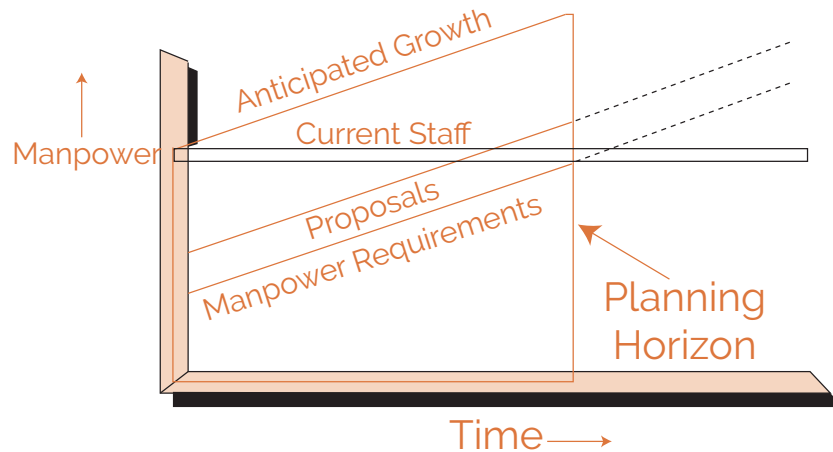 Anticipated Growth
Current Staff
Manpower
Proposals
Manpower Requirements
Planning
Horizon
Time